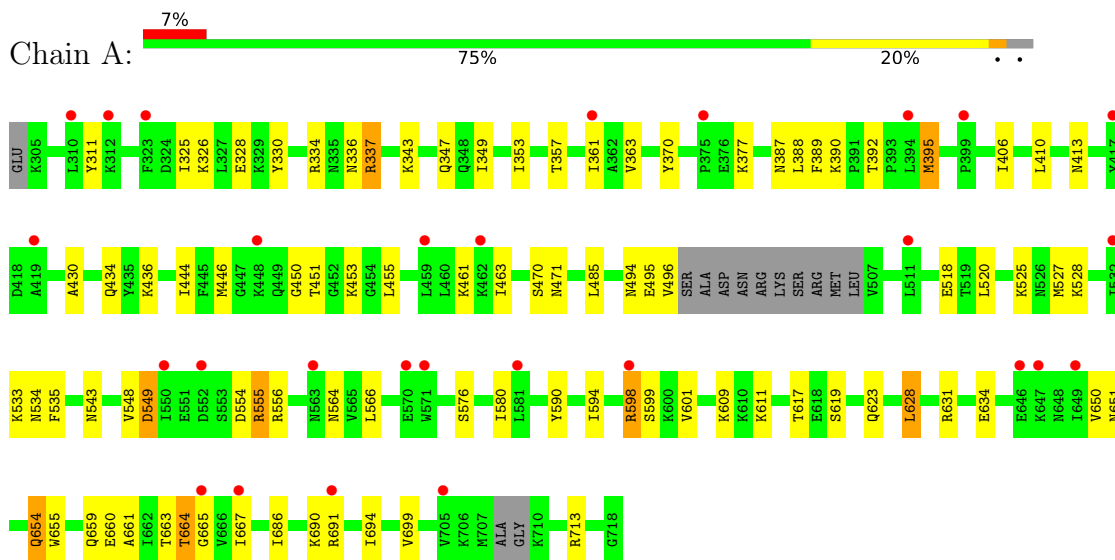 7%
Chain A:
75% 20% • •
GLU K305 L310 Y311 K312 F323 D324 I325 K326 L327 E328 K329 Y330 R334 N335 N336 R337 K343 Q347 Q348 I349 I353 T357 I361 A362 V363 Y370 P375 E376 K377 N387 L388 F389 K390 P391 T392 P393 L394 M395 P399 I406 L410 N413 Y417
D418 A419 A430 Q434 Y435 K436 I444 F445 M446 G447 K448 Q449 G450 T451 G452 K453 G454 L455 L459 L460 K461 K462 I463 S470 N471 L485 N494 E495 V496 SER ALA ASP ASN ARG LYS SER ARG MET LEU V507 L511 E518 T519 L520 K525 N526 M527 K528 I532
K533 N534 F535 N543 V548 D549 I550 E551 D552 S553 D554 R555 R556 N563 N564 V565 L566 E570 W571 S576 I580 I581 Y590 I594 R598 S599 K600 V601 K609 K610 K611 T617 E618 S619 Q623 L628 R631 E634 E646 K647 N648 I649 V650 N651
Q654 W655 Q659 E660 A661 I662 T663 T664 G665 V666 I667 I686 K690 R691 I694 V699 V705 K706 M707 ALA GLY K710 R713 G718